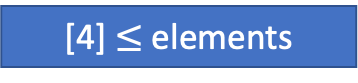 [4] ≤ elements